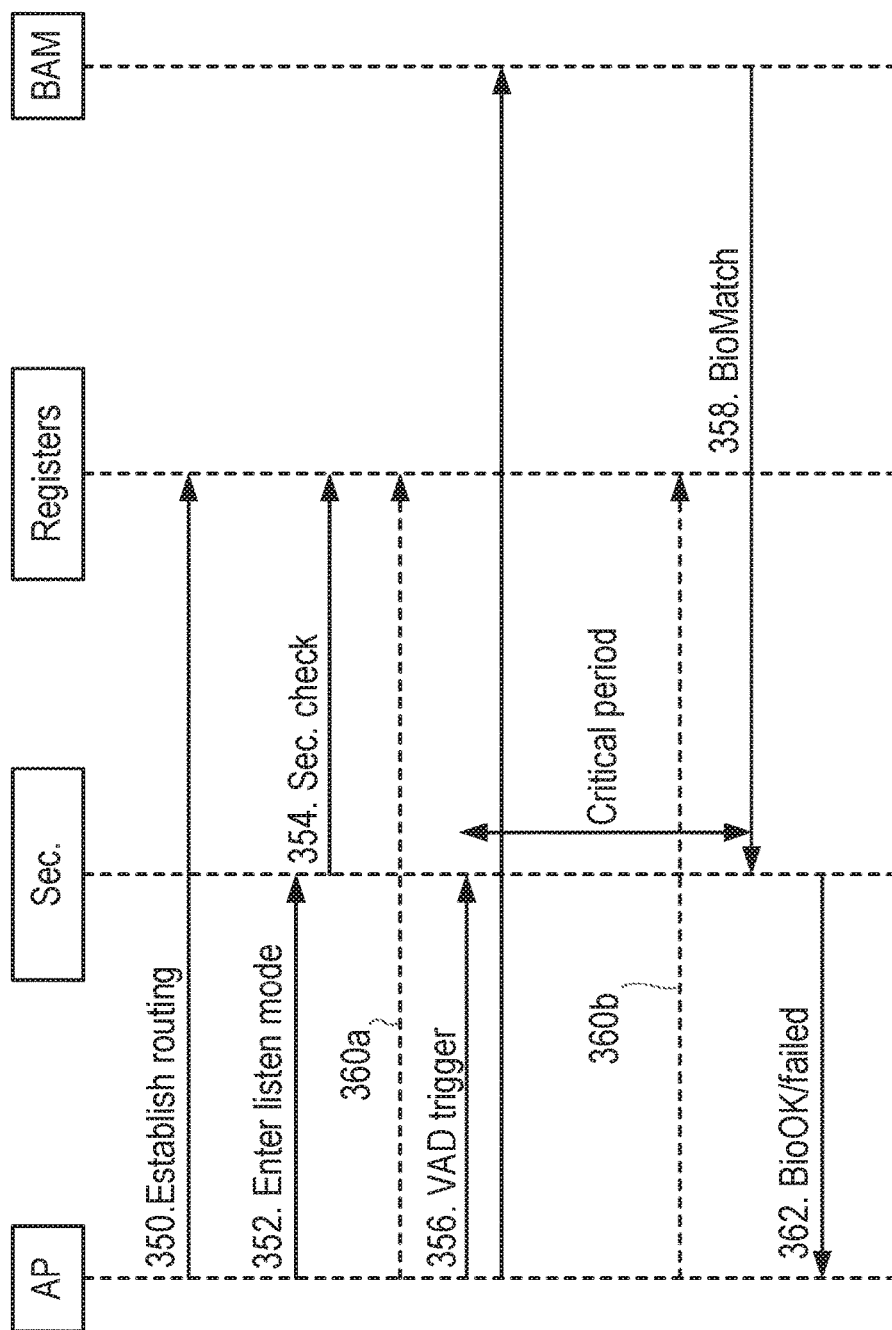 AP
Sec.
Registers
BAM
350.Establish routing
352. Enter listen mode
354. Sec. check
360a
356. VAD trigger
Critical period
360b
358. BioMatch
362. BioOK/failed